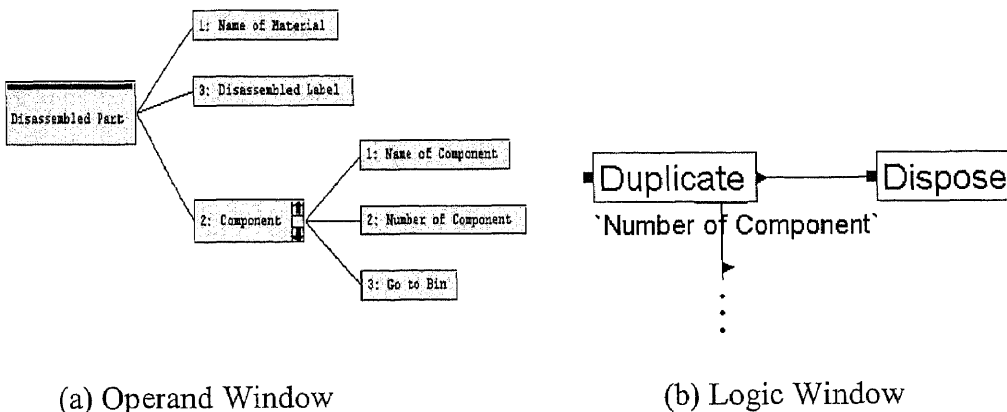 1: Name of Material
3: Disassembled Label
Disassembled Part
1: Name of Component
2: Component
2: Number of Component
3: Go to Bin
Duplicate
Dispose
`Number of Component`
(a) Operand Window
(b) Logic Window